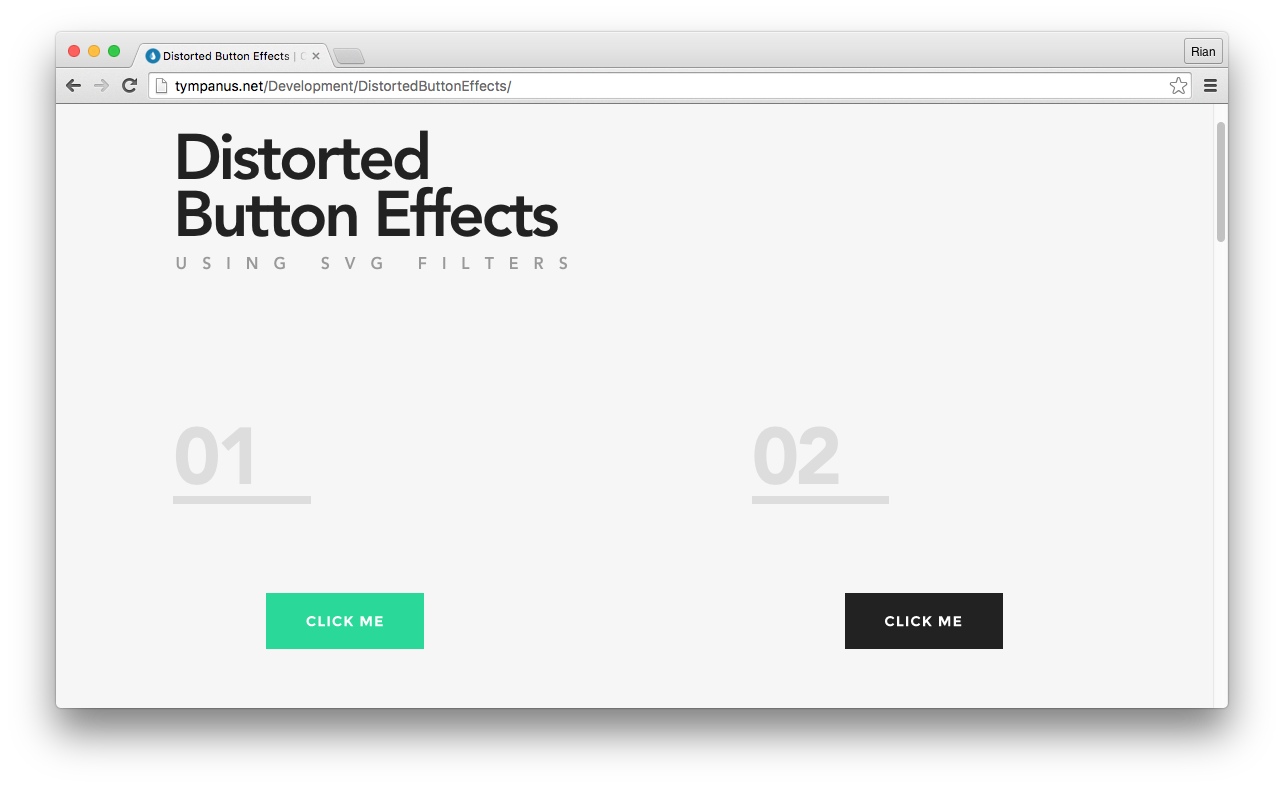 Distorted Button Effects |
Rian
tympanus.net/Development/DistortedButtonEffects/
Distorted
Button Effects
USING SVG FILTERS
01
02
CLICK ME
CLICK ME